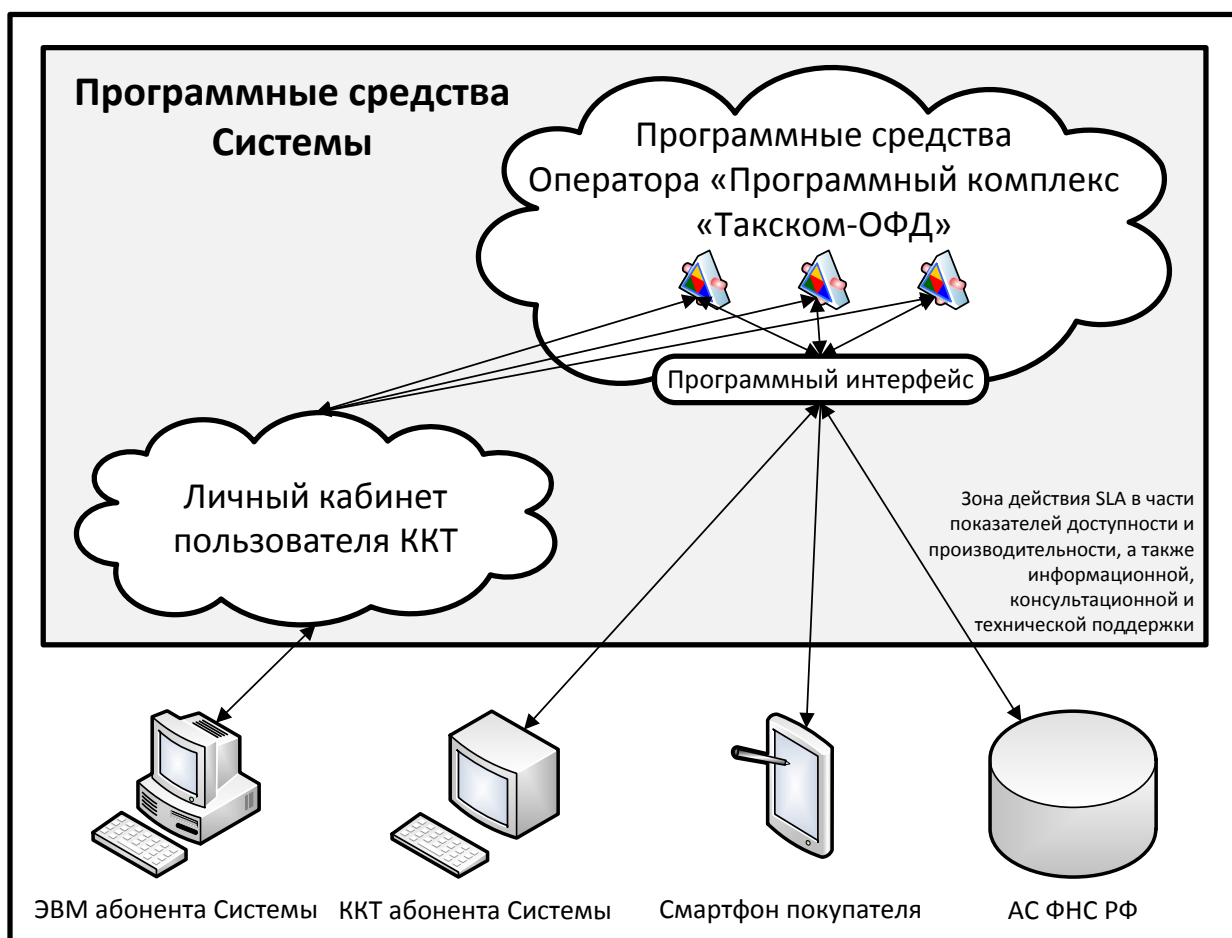 Программные средства
Системы
Программные средства
Оператора «Программный комплекс
«Такском-ОФД»
Программный интерфейс
Личный кабинет
пользователя ККТ
Зона действия SLA в части
показателей доступности и
производительности, а также
информационной,
консультационной и
технической поддержки
ЭВМ абонента Системы
ККТ абонента Системы
Смартфон покупателя
АС ФНС РФ